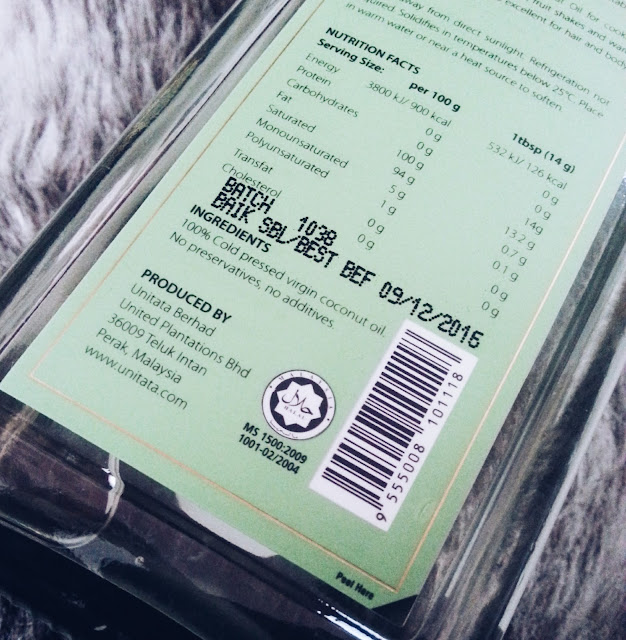 Oil for cook
fruit shakes and warm
excellent for hair and body
away from direct sunlight. Refrigeration not
quired. Solidifies in temperatures below 25°C. Place
in warm water or near a heat source to soften.
NUTRITION FACTS
Serving Size: per 100 g 1tbsp (14 g)
Energy 3800 kJ/ 900 kcal 532 kJ/ 126 kcal
Protein 0 g 0 g
Carbohydrates 0 g 0 g
Fat 100 g 14g
Saturated 94 g 13.2 g
Monounsaturated 5 g 0.7 g
Polyunsaturated 1 g 01 g
Transfat 0 g 0 g
Cholesterol 0 g 0 g
BATCH 103B
BAIK SBL/BEST BEF 09/12/2015
INGREDIENTS
100% Cold pressed virgin coconut oil.
No preservatives, no additives.
PRODUCED BY
Unitata Berhad
United Plantations Bhd
36009 Teluk Intan
Perak, Malaysia
www.unitata.com
MALAYSIA
حلال
HALAL
MS 1500:2009
1001-02/2004
9 555008 101118
Peel Here